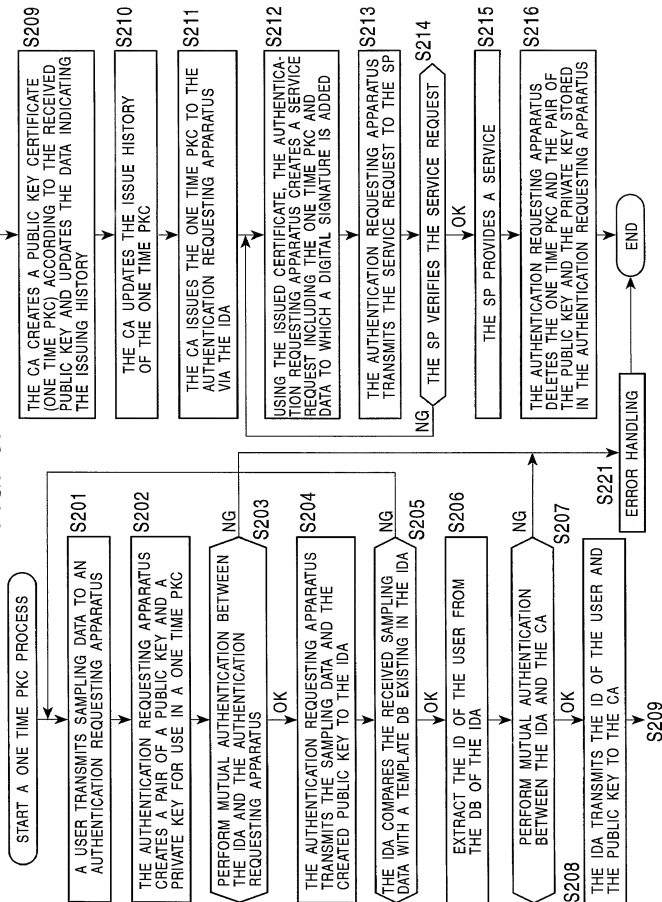 START A ONE TIME PKC PROCESS
S201
A USER TRANSMITS SAMPLING DATA TO AN
AUTHENTICATION REQUESTING APPARATUS
S202
THE AUTHENTICATION REQUESTING APPARATUS
CREATES A PAIR OF A PUBLIC KEY AND A
PRIVATE KEY FOR USE IN A ONE TIME PKC
PERFORM MUTUAL AUTHENTICATION BETWEEN
THE IDA AND THE AUTHENTICATION
REQUESTING APPARATUS
NG
S203
OK
S204
THE AUTHENTICATION REQUESTING APPARATUS
TRANSMITS THE SAMPLING DATA AND THE
CREATED PUBLIC KEY TO THE IDA
THE IDA COMPARES THE RECEIVED SAMPLING
DATA WITH A TEMPLATE DB EXISTING IN THE IDA
NG
S205
OK
S206
EXTRACT THE ID OF THE USER FROM
THE DB OF THE IDA
PERFORM MUTUAL AUTHENTICATION
BETWEEN THE IDA AND THE CA
NG
S207
OK
S208
THE IDA TRANSMITS THE ID OF THE USER AND
THE PUBLIC KEY TO THE CA
S209
S209
THE CA CREATES A PUBLIC KEY CERTIFICATE
(ONE TIME PKC) ACCORDING TO THE RECEIVED
PUBLIC KEY AND UPDATES THE DATA INDICATING
THE ISSUING HISTORY
S210
THE CA UPDATES THE ISSUE HISTORY
OF THE ONE TIME PKC
S211
THE CA ISSUES THE ONE TIME PKC TO THE
AUTHENTICATION REQUESTING APPARATUS
VIA THE IDA
S212
USING THE ISSUED CERTIFICATE, THE AUTHENTICA-
TION REQUESTING APPARATUS CREATES A SERVICE
REQUEST INCLUDING THE ONE TIME PKC AND
DATA TO WHICH A DIGITAL SIGNATURE IS ADDED
S213
THE AUTHENTICATION REQUESTING APPARATUS
TRANSMITS THE SERVICE REQUEST TO THE SP
S214
NG
THE SP VERIFIES THE SERVICE REQUEST
OK
S215
THE SP PROVIDES A SERVICE
S216
THE AUTHENTICATION REQUESTING APPARATUS
DELETES THE ONE TIME PKC AND THE PAIR OF
THE PUBLIC KEY AND THE PRIVATE KEY STORED
IN THE AUTHENTICATION REQUESTING APPARATUS
S221
ERROR HANDLING
END